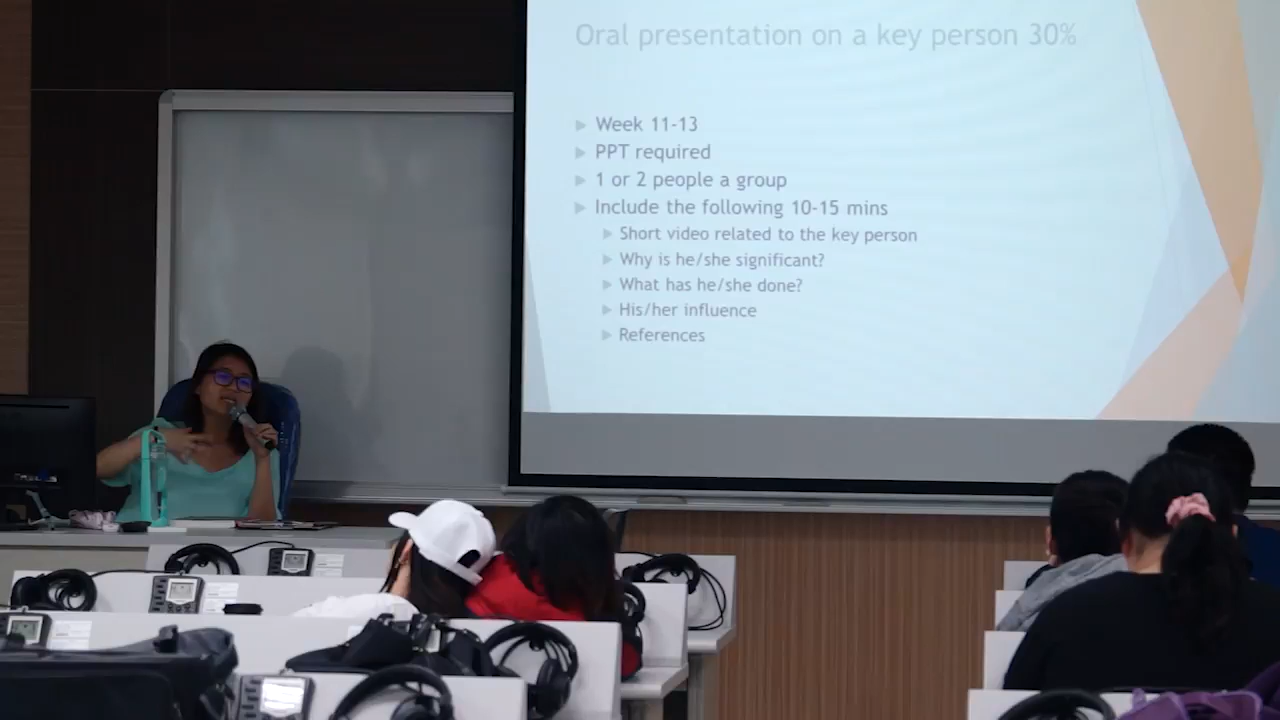 Oral presentation on a key person 30%
Week 11-13
PPT required
1 or 2 people a group
Include the following 10-15 mins
Short video related to the key person
Why is he/she significant?
What has he/she done?
His/her influence
References